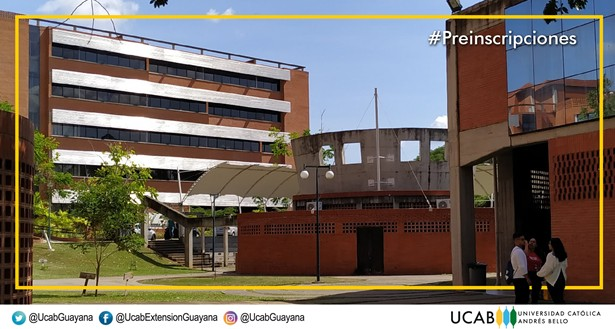 #Preinscripciones
@UcabGuayana @UcabExtensionGuayana @UcabGuayana UCAB UNIVERSIDAD CATÓLICA
ANDRÉS BELLO